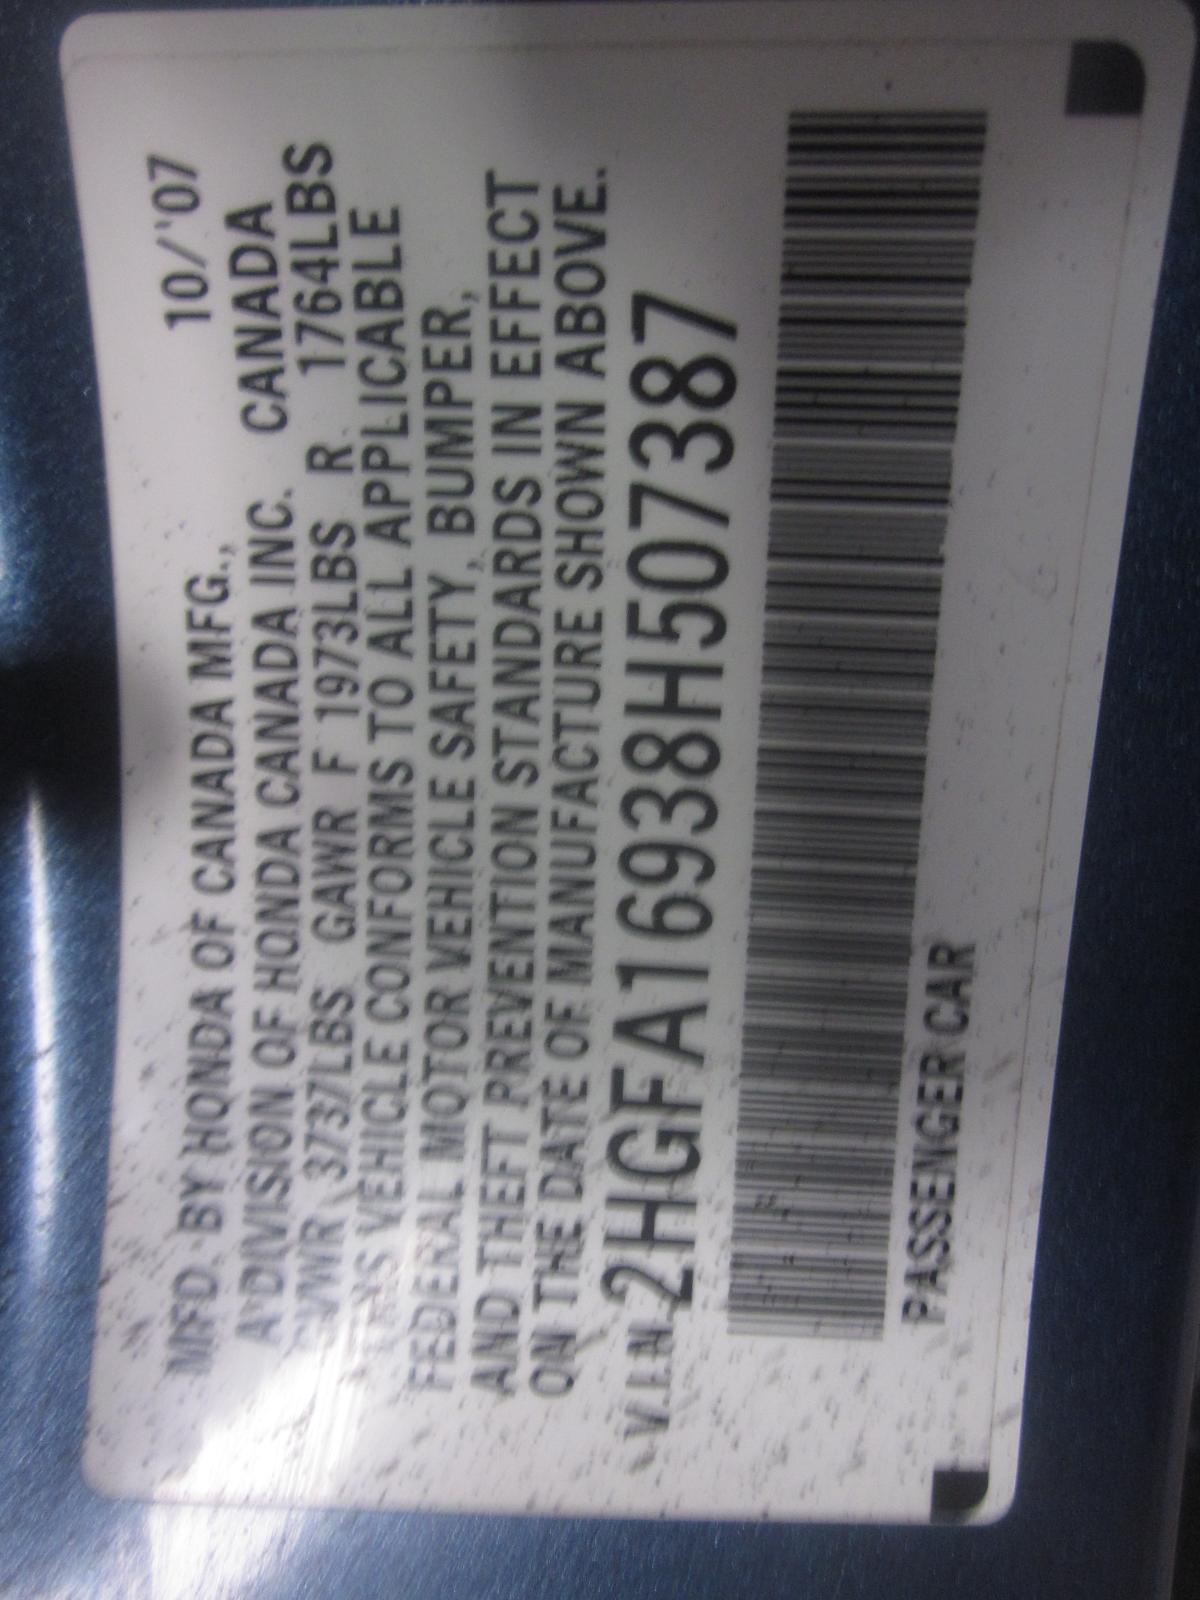 10/'07
MFD. BY HONDA OF CANADA MFG.,
A DIVISION OF HONDA CANADA INC. CANADA
GVWR 3737LBS GAWR F 1973LBS R 1764LBS
THIS VEHICLE CONFORMS TO ALL APPLICABLE
FEDERAL MOTOR VEHICLE SAFETY, BUMPER,
AND THEFT PREVENTION STANDARDS IN EFFECT
ON THE DATE OF MANUFACTURE SHOWN ABOVE.
V.I.N. 2HGFA16938H507387
PASSENGER CAR